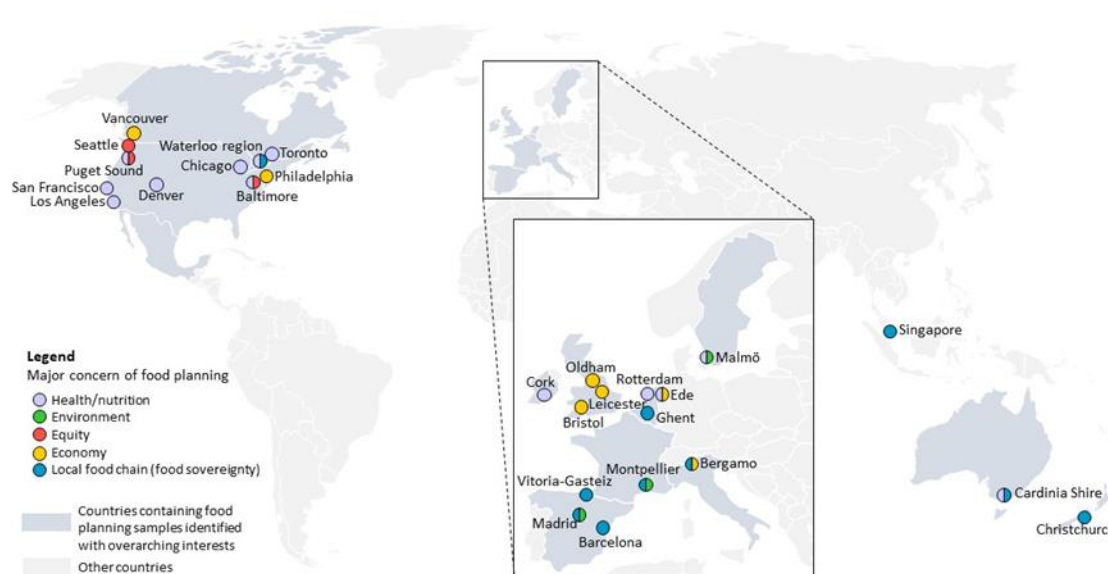 Vancouver
Seattle
Waterloo region
Toronto
Puget Sound
Chicago
Philadelphia
San Francisco
Denver
Baltimore
Los Angeles
Singapore
Malmö
Oldham
Cork
Rotterdam
Ede
Leicester
Bristol
Ghent
Montpellier
Bergamo
Vitoria-Gasteiz
Madrid
Barcelona
Cardinia Shire
Christchurc
Legend
Major concern of food planning
Health/nutrition
Environment
Equity
Economy
Local food chain (food sovereignty)
Countries containing food
planning samples identified
with overarching interests
Other countries